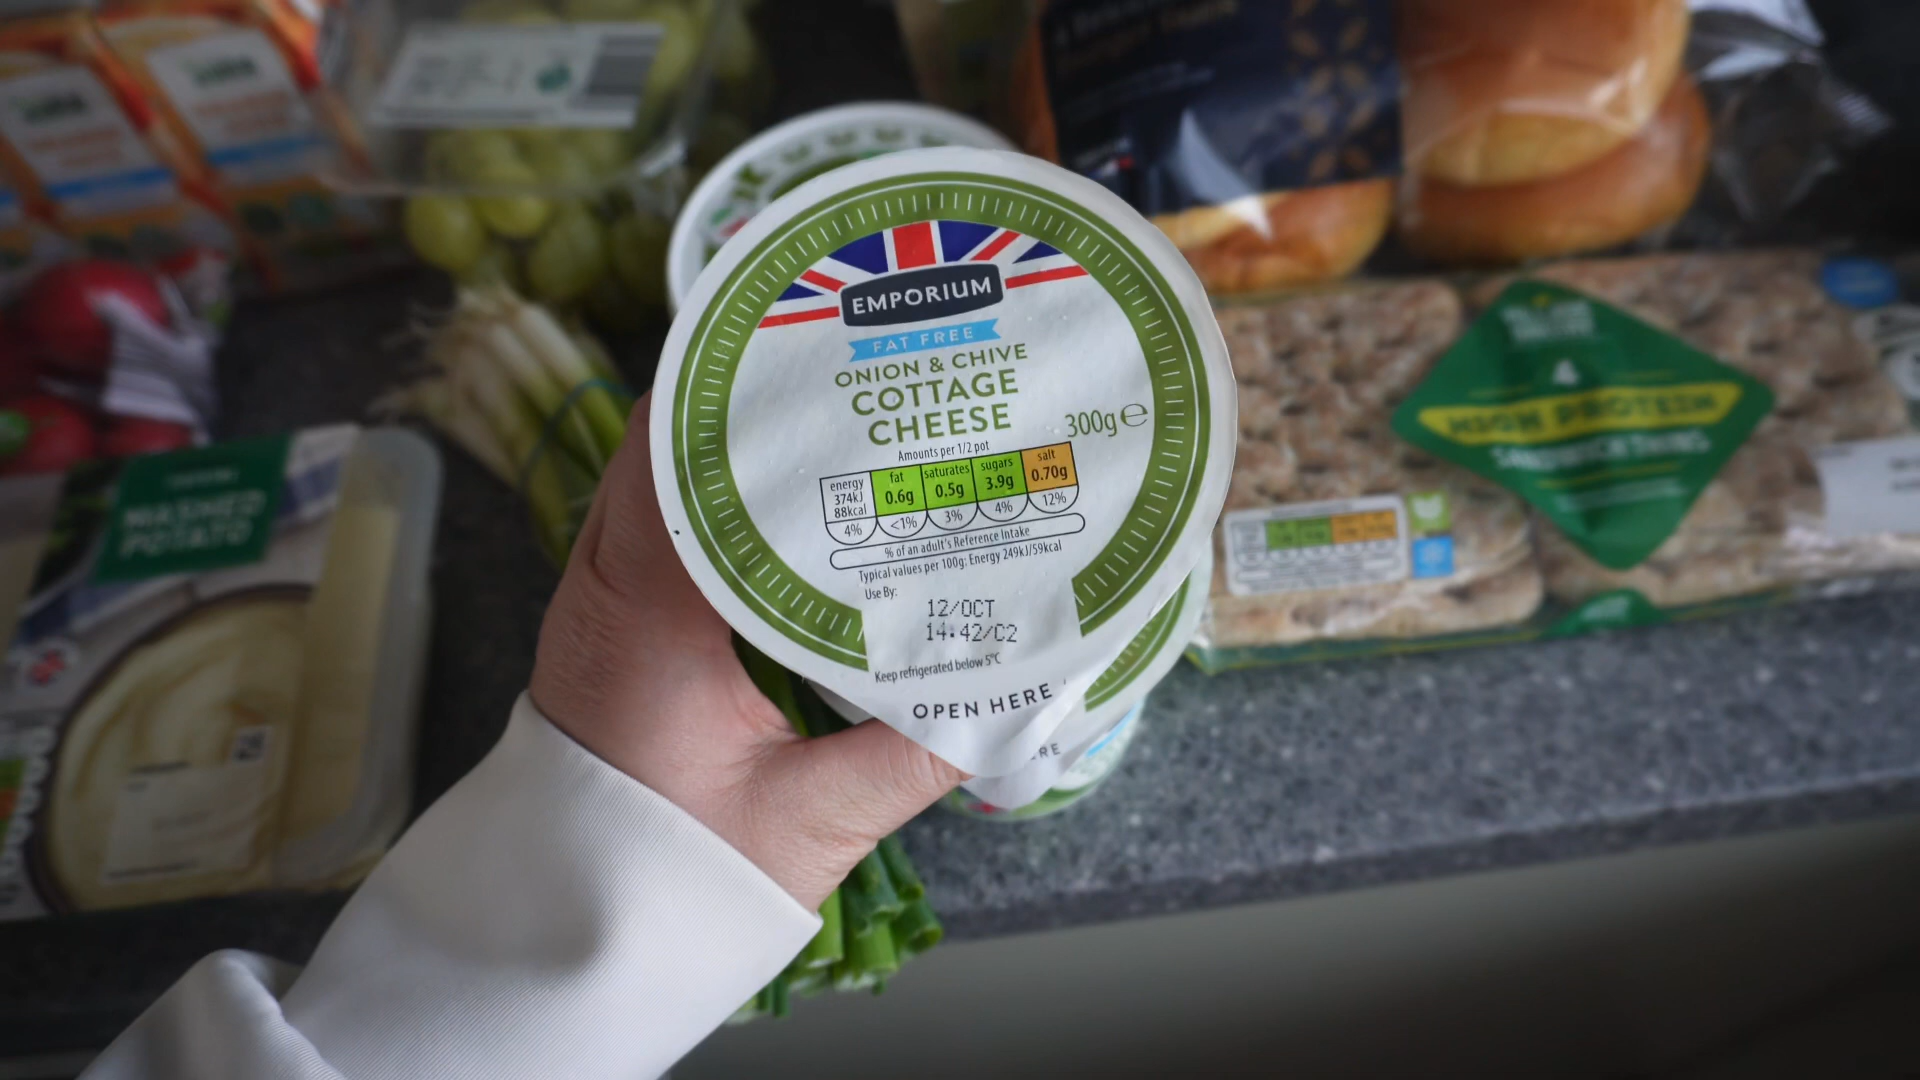 EMPORIUM
FAT FREE
ONION & CHIVE
COTTAGE
CHEESE
300g e
Amounts per 1/2 pot
energy
374kJ
88kcal
4%
fat
0.6g
<1%
saturates
0.5g
3%
sugars
3.9g
4%
salt
0.70g
12%
% of an adult's Reference Intake
Typical values per 100g: Energy 249kJ/59kcal
Use By:
12/OCT
14:42/C2
Keep refrigerated below 5°C
OPEN HERE
MASHED
POTATO
4
HIGH PROTEIN
SANDWICH THINS